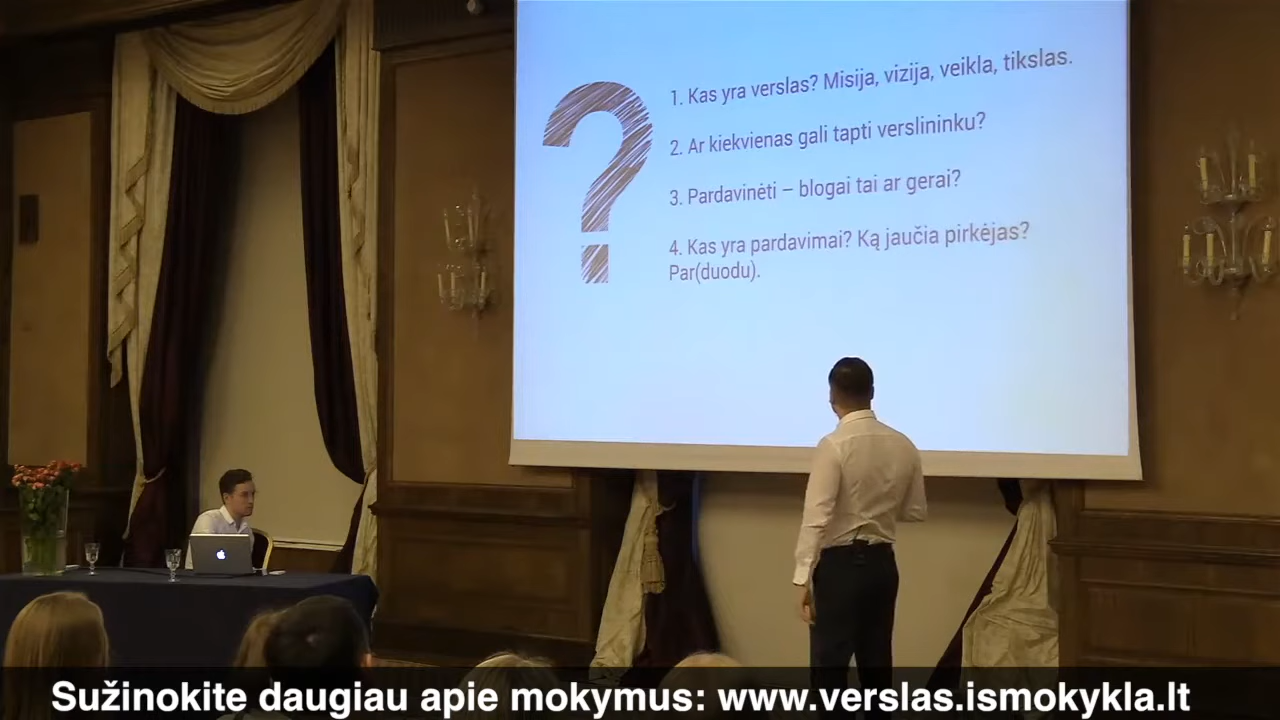 ?
1. Kas yra verslas? Misija, vizija, veikla, tikslas.
2. Ar kiekvienas gali tapti verslininku?
3. Pardavinėti – blogai tai ar gerai?
4. Kas yra pardavimai? Ką jaučia pirkėjas?
Par(duodu).
Sužinokite daugiau apie mokymus: www.verslas.ismokykla.lt